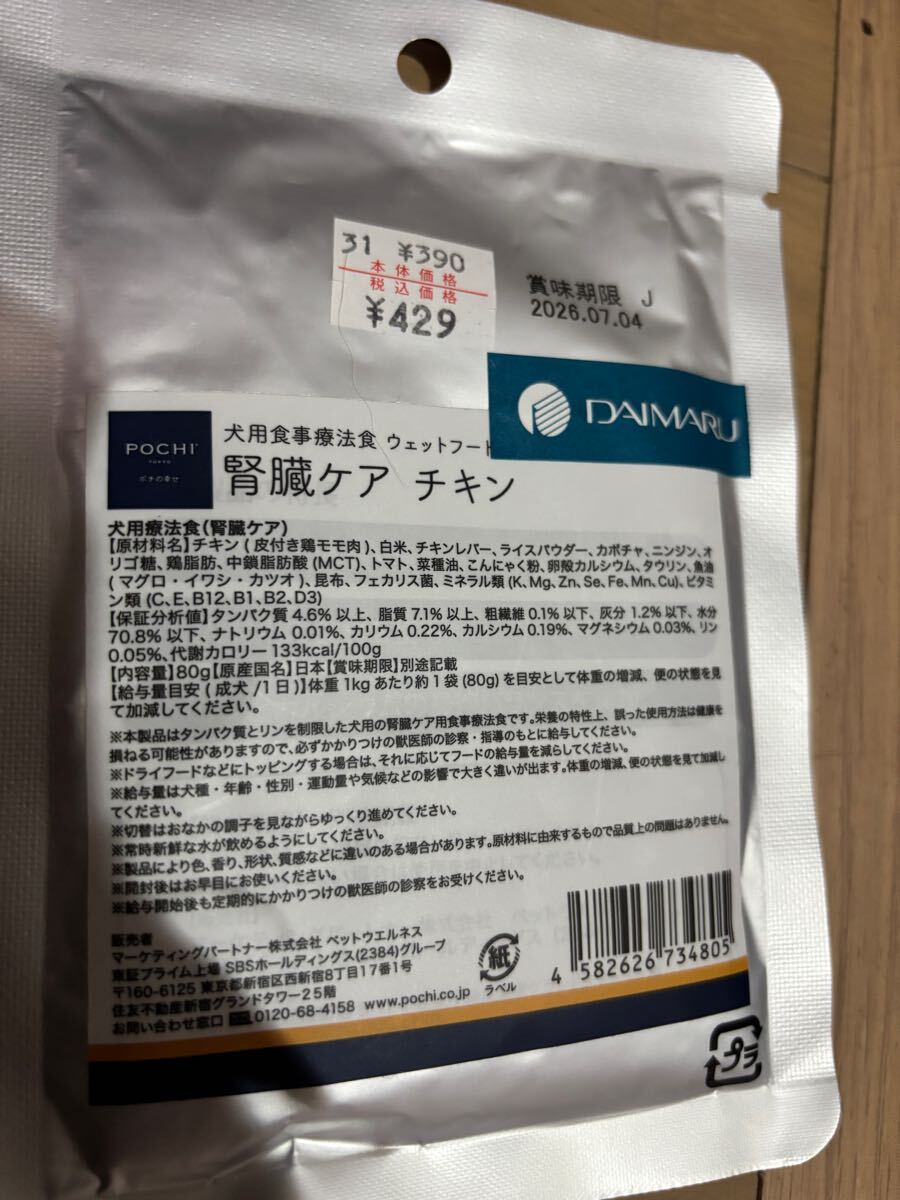 31 ¥390
本体価格
税込価格
¥429
賞味期限 J
2026.07.04
DAIMARU
POCHI
TOKYO
ポチの幸せ
犬用食事療法食 ウェットフード
腎臓ケア チキン
犬用療法食(腎臓ケア)
【原材料名】チキン(皮付き鶏モモ肉)、白米、チキンレバー、ライスパウダー、カボチャ、ニンジン、オ
リゴ糖、鶏脂肪、中鎖脂肪酸(MCT)、トマト、菜種油、こんにゃく粉、卵殻カルシウム、タウリン、魚油
(マグロ・イワシ・カツオ)、昆布、フェカリス菌、ミネラル類(K、Mg、Zn、Se、Fe、Mn、Cu)、ビタミ
ン類(C、E、B12、B1、B2、D3)
【保証分析値】タンパク質4.6%以上、脂質7.1%以上、粗繊維0.1%以下、灰分1.2%以下、水分
70.8%以下、ナトリウム0.01%、カリウム0.22%、カルシウム0.19%、マグネシウム0.03%、リン
0.05%、代謝カロリー133kcal/100g
【内容量】80g【原産国名】日本【賞味期限】別途記載
【給与量目安(成犬/1日)】体重1kgあたり約1袋(80g)を目安として体重の増減、便の状態を見
て加減してください。
※本製品はタンパク質とリンを制限した犬用の腎臓ケア用食事療法食です。栄養の特性上、誤った使用方法は健康を
損ねる可能性がありますので、必ずかかりつけの獣医師の診察・指導のもとに給与してください。
※ドライフードなどにトッピングする場合は、それに応じてフードの給与量を減らしてください。
※給与量は犬種・年齢・性別・運動量や気候などの影響で大きく違いが出ます。体重の増減、便の状態を見て加減し
てください。
※切替はおなかの調子を見ながらゆっくり進めてください。
※常時新鮮な水が飲めるようにしてください。
※製品により色、香り、形状、質感などに違いのある場合があります。原材料に由来するもので品質上の問題はありません。
※開封後はお早目にお使いください。
※給与開始後も定期的にかかりつけの獣医師の診察をお受けください。
販売者
マーケティングパートナー株式会社 ペットウエルネス
東証プライム上場 SBSホールディングス(2384)グループ
〒160-6125 東京都新宿区西新宿8丁目17番1号
住友不動産新宿グランドタワー25階
お問い合わせ窓口 0120-68-4158 www.pochi.co.jp
紙
ラベル
4 582626 734805
プラ